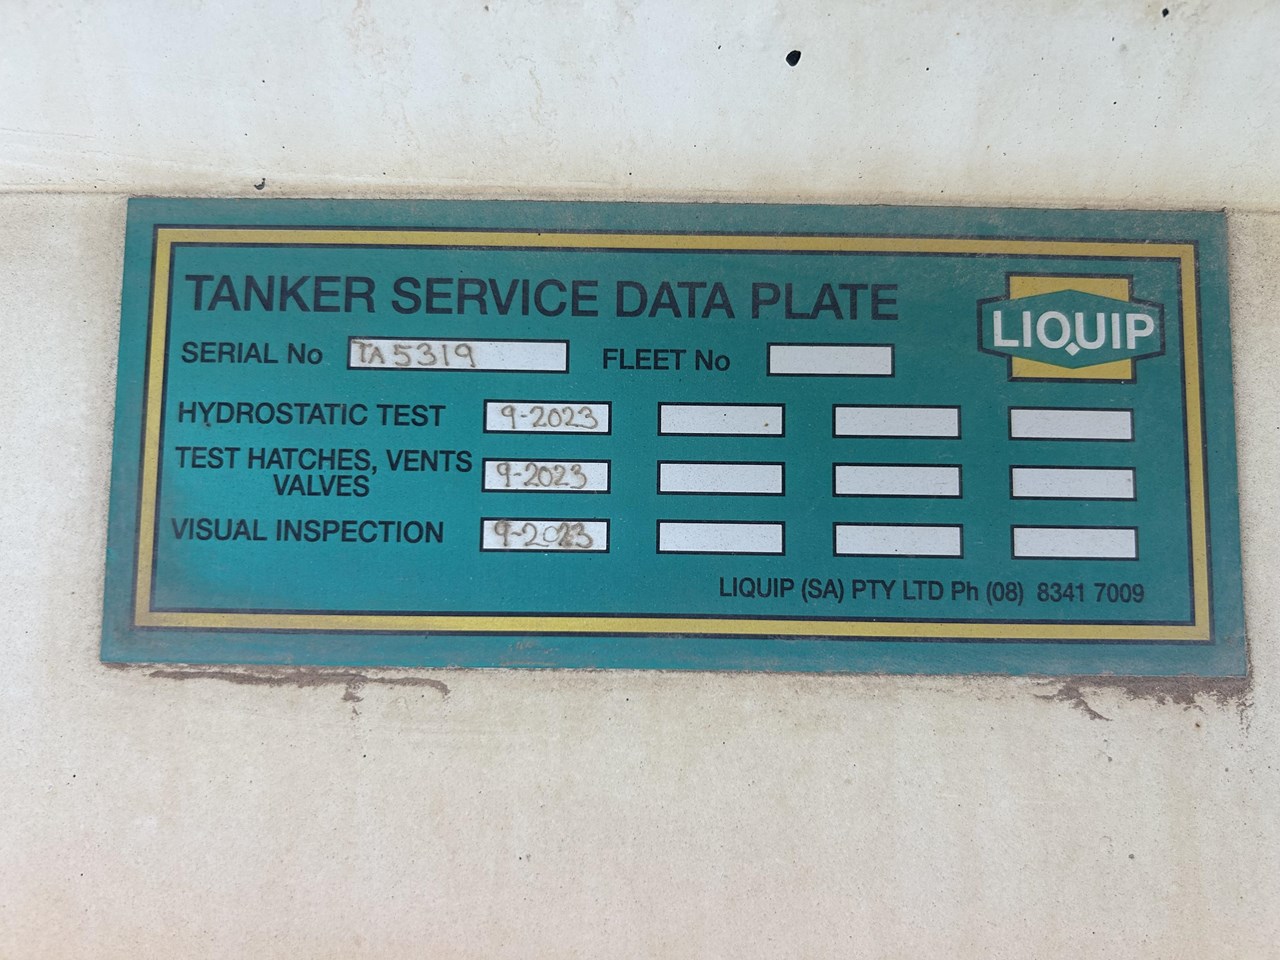 TANKER SERVICE DATA PLATE
LIQUIP
SERIAL No TA5319 FLEET No
HYDROSTATIC TEST 9-2023
TEST HATCHES, VENTS
VALVES 9-2023
VISUAL INSPECTION 9-2023
LIQUIP (SA) PTY LTD Ph (08) 8341 7009